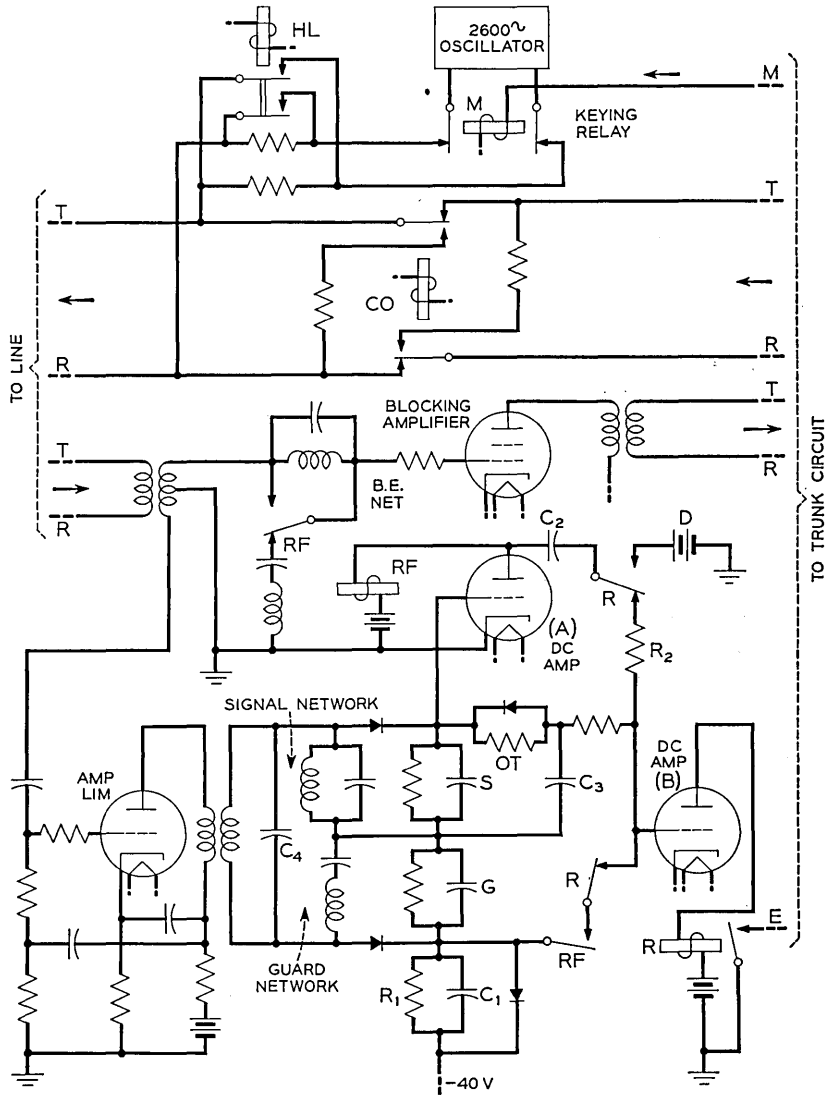 HL
2600~
OSCILLATOR
M
M
KEYING
RELAY
T
T
CO
TO LINE
R
R
BLOCKING
AMPLIFIER
T
T
B.E.
NET
R
R
TO TRUNK CIRCUIT
RF
RF
C2
D
R
(A)
DC
AMP
R2
SIGNAL NETWORK
OT
AMP
LIM
S
C3
DC
AMP
(B)
C4
G
R
E
R
RF
GUARD
NETWORK
R1
C1
-40 V